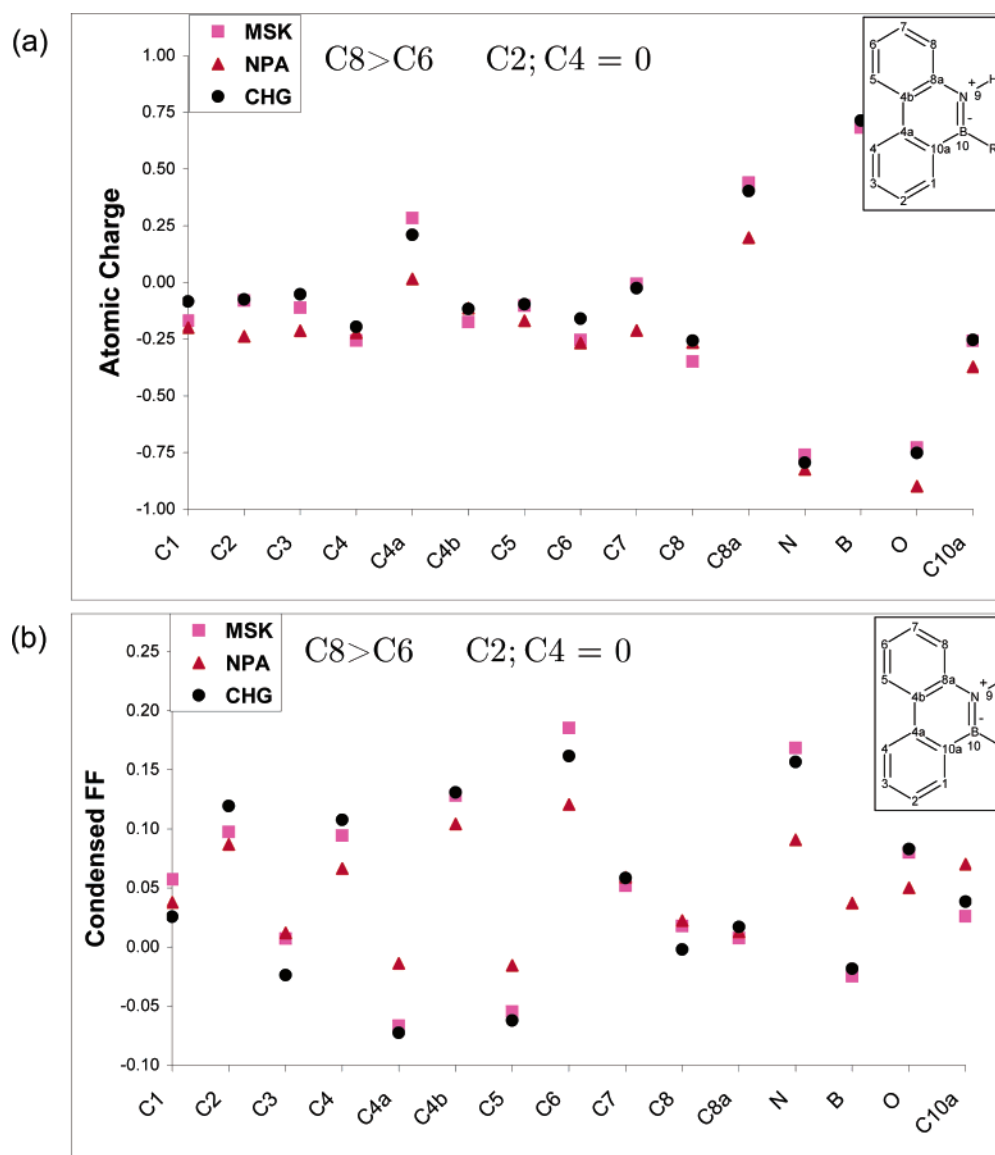 (a)
MSK
NPA
CHG
C8>C6 C2; C4 = 0
1.00
0.75
0.50
0.25
0.00
-0.25
-0.50
-0.75
-1.00
Atomic Charge
C1 C2 C3 C4 C4a C4b C5 C6 C7 C8 C8a N B O C10a
7
6 8
5 8a
4b N + H
9
4a B -
4 10a 10 R
3 1
2
(b)
MSK
NPA
CHG
C8>C6 C2; C4 = 0
0.25
0.20
0.15
0.10
0.05
0.00
-0.05
-0.10
Condensed FF
C1 C2 C3 C4 C4a C4b C5 C6 C7 C8 C8a N B O C10a
7
6 8
5 8a
4b N +
9
4a B -
4 10a 10
3 1
2